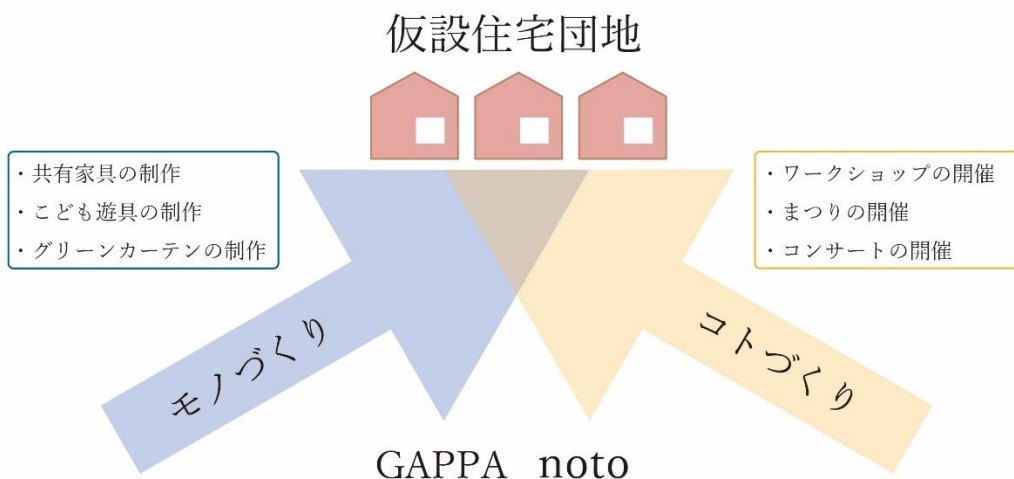 仮設住宅団地
・共有家具の制作
・こども遊具の制作
・グリーンカーテンの制作
・ワークショップの開催
・まつりの開催
・コンサートの開催
モノづくり
コトづくり
GAPPA noto